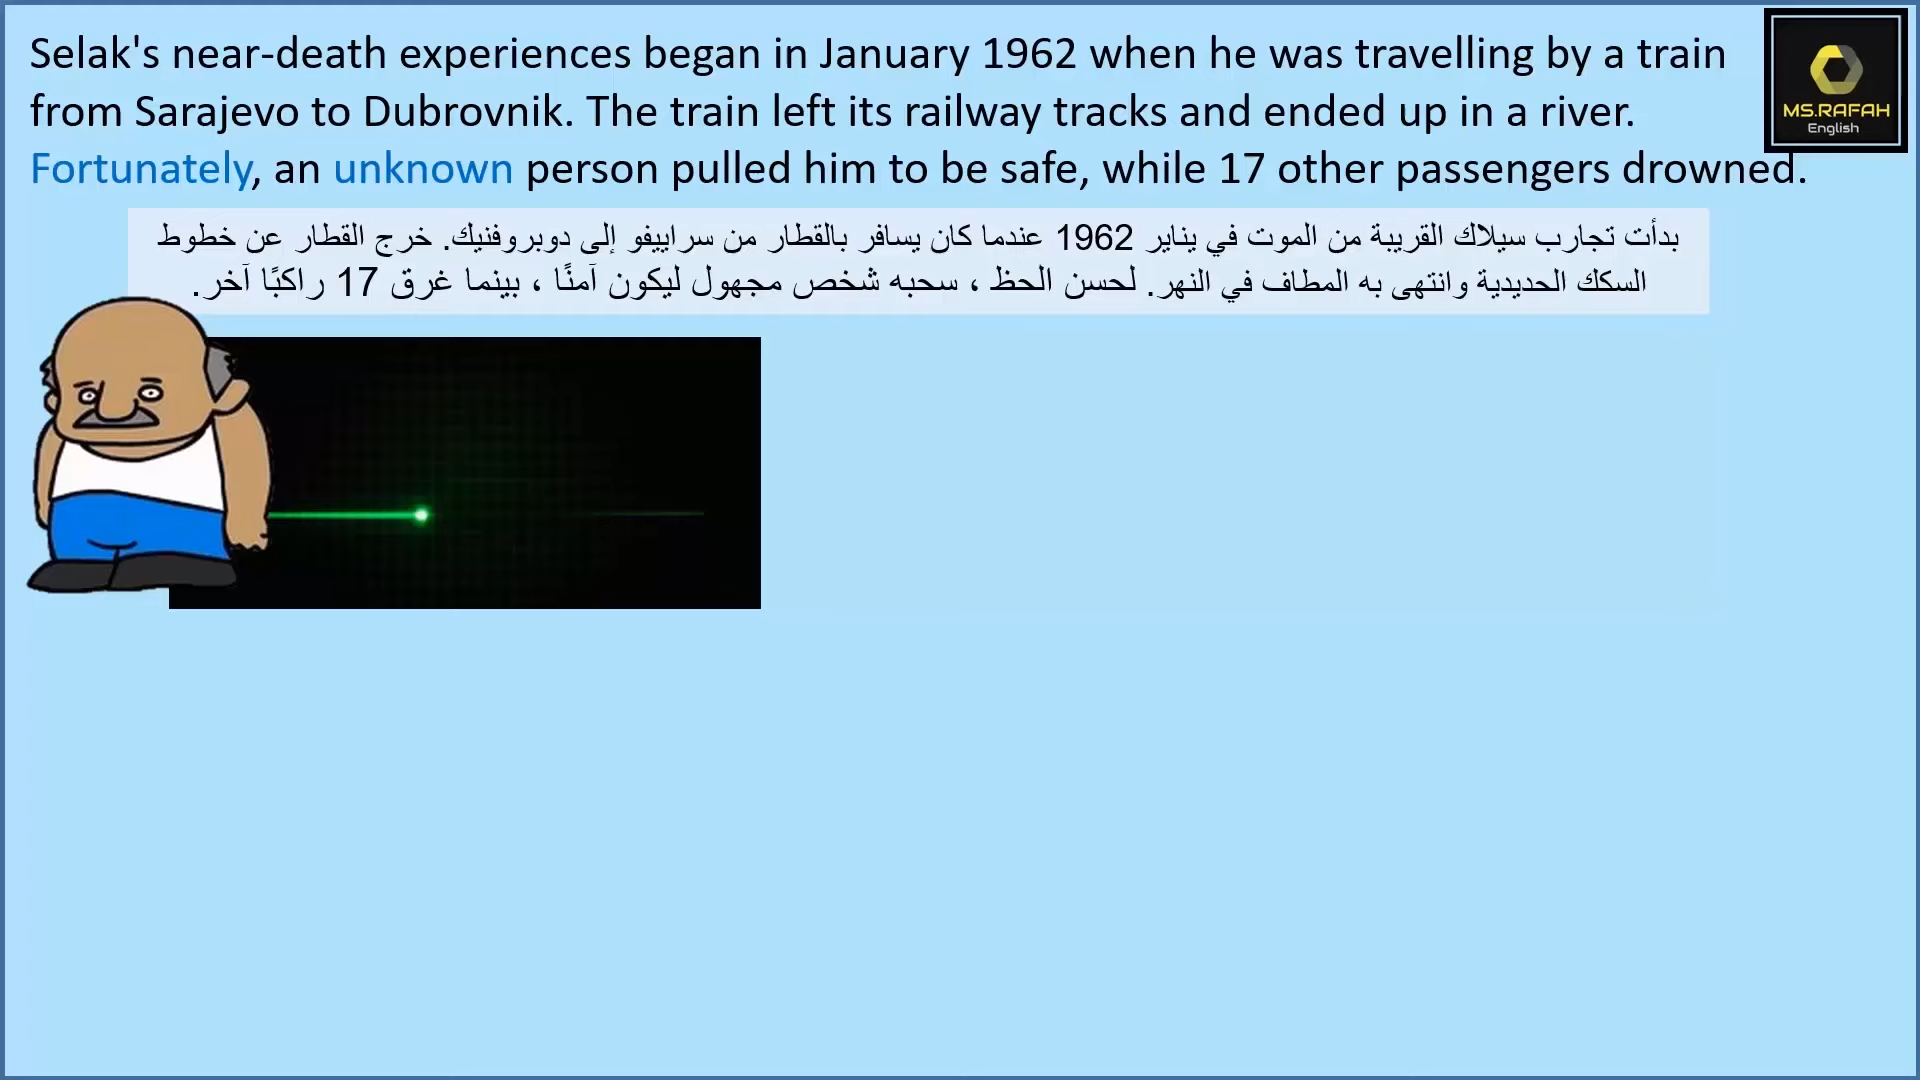 Selak's near-death experiences began in January 1962 when he was travelling by a train
from Sarajevo to Dubrovnik. The train left its railway tracks and ended up in a river.
Fortunately, an unknown person pulled him to be safe, while 17 other passengers drowned.
MS.RAFAH
English
بدأت تجارب سيلاك القريبة من الموت في يناير 1962 عندما كان يسافر بالقطار من سراييفو إلى دوبروفنيك. خرج القطار عن خطوط
السكك الحديدية وانتهى به المطاف في النهر. لحسن الحظ ، سحبه شخص مجهول ليكون آمنًا ، بينما غرق 17 راكبًا آخر.